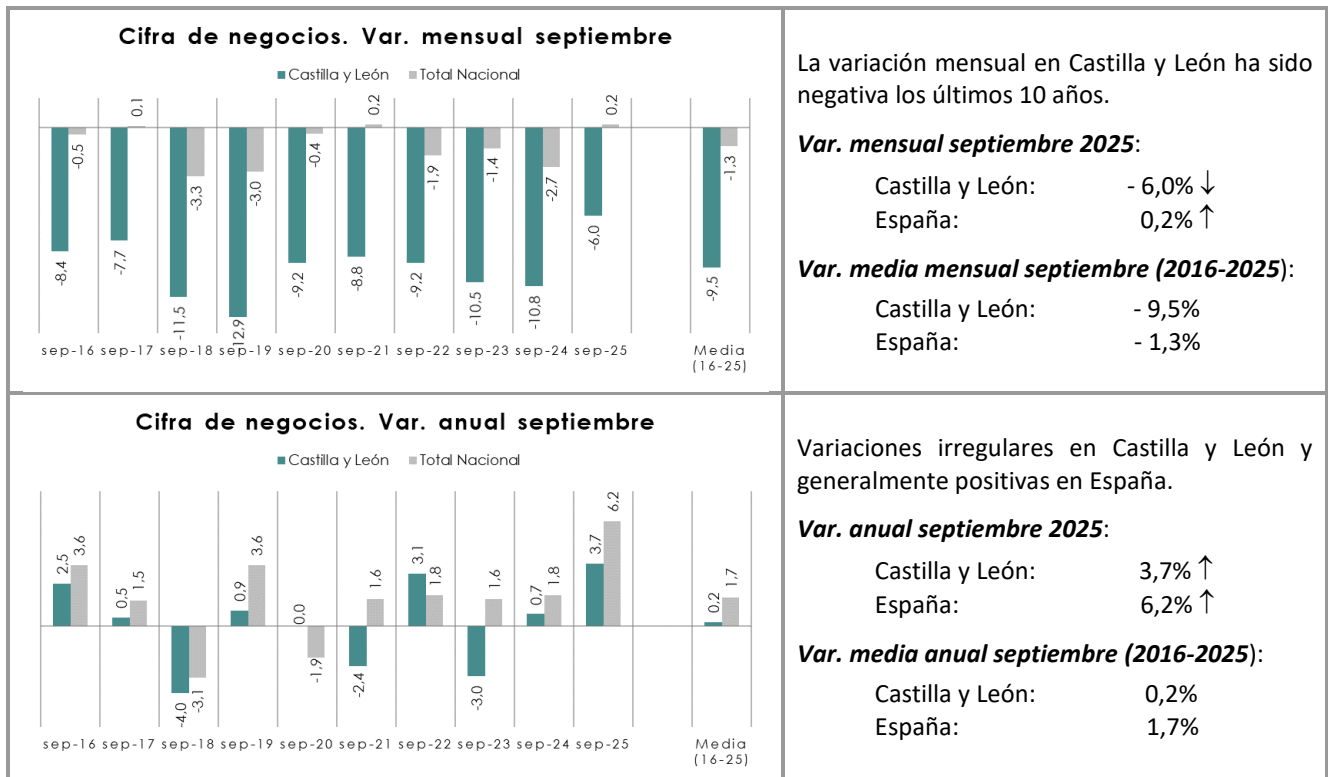 Cifra de negocios. Var. mensual septiembre
Castilla y León Total Nacional
-8,4 -0,5 -7,7 0,1 -11,5 -3,3 -12,9 -3,0 -9,2 -0,4 -8,8 0,2 -9,2 -1,9 -10,5 -1,4 -10,8 -2,7 -6,0 0,2 -9,5 -1,3
sep-16 sep-17 sep-18 sep-19 sep-20 sep-21 sep-22 sep-23 sep-24 sep-25 Media
(16-25)
La variación mensual en Castilla y León ha sido
negativa los últimos 10 años.
Var. mensual septiembre 2025:
Castilla y León: - 6,0% ↓
España: 0,2% ↑
Var. media mensual septiembre (2016-2025):
Castilla y León: - 9,5%
España: - 1,3%
Cifra de negocios. Var. anual septiembre
Castilla y León Total Nacional
2,5 3,6 0,5 1,5 -4,0 -3,1 0,9 3,6 0,0 -1,9 -2,4 1,6 3,1 1,8 -3,0 1,6 0,7 1,8 3,7 6,2 0,2 1,7
sep-16 sep-17 sep-18 sep-19 sep-20 sep-21 sep-22 sep-23 sep-24 sep-25 Media
(16-25)
Variaciones irregulares en Castilla y León y
generalmente positivas en España.
Var. anual septiembre 2025:
Castilla y León: 3,7% ↑
España: 6,2% ↑
Var. media anual septiembre (2016-2025):
Castilla y León: 0,2%
España: 1,7%